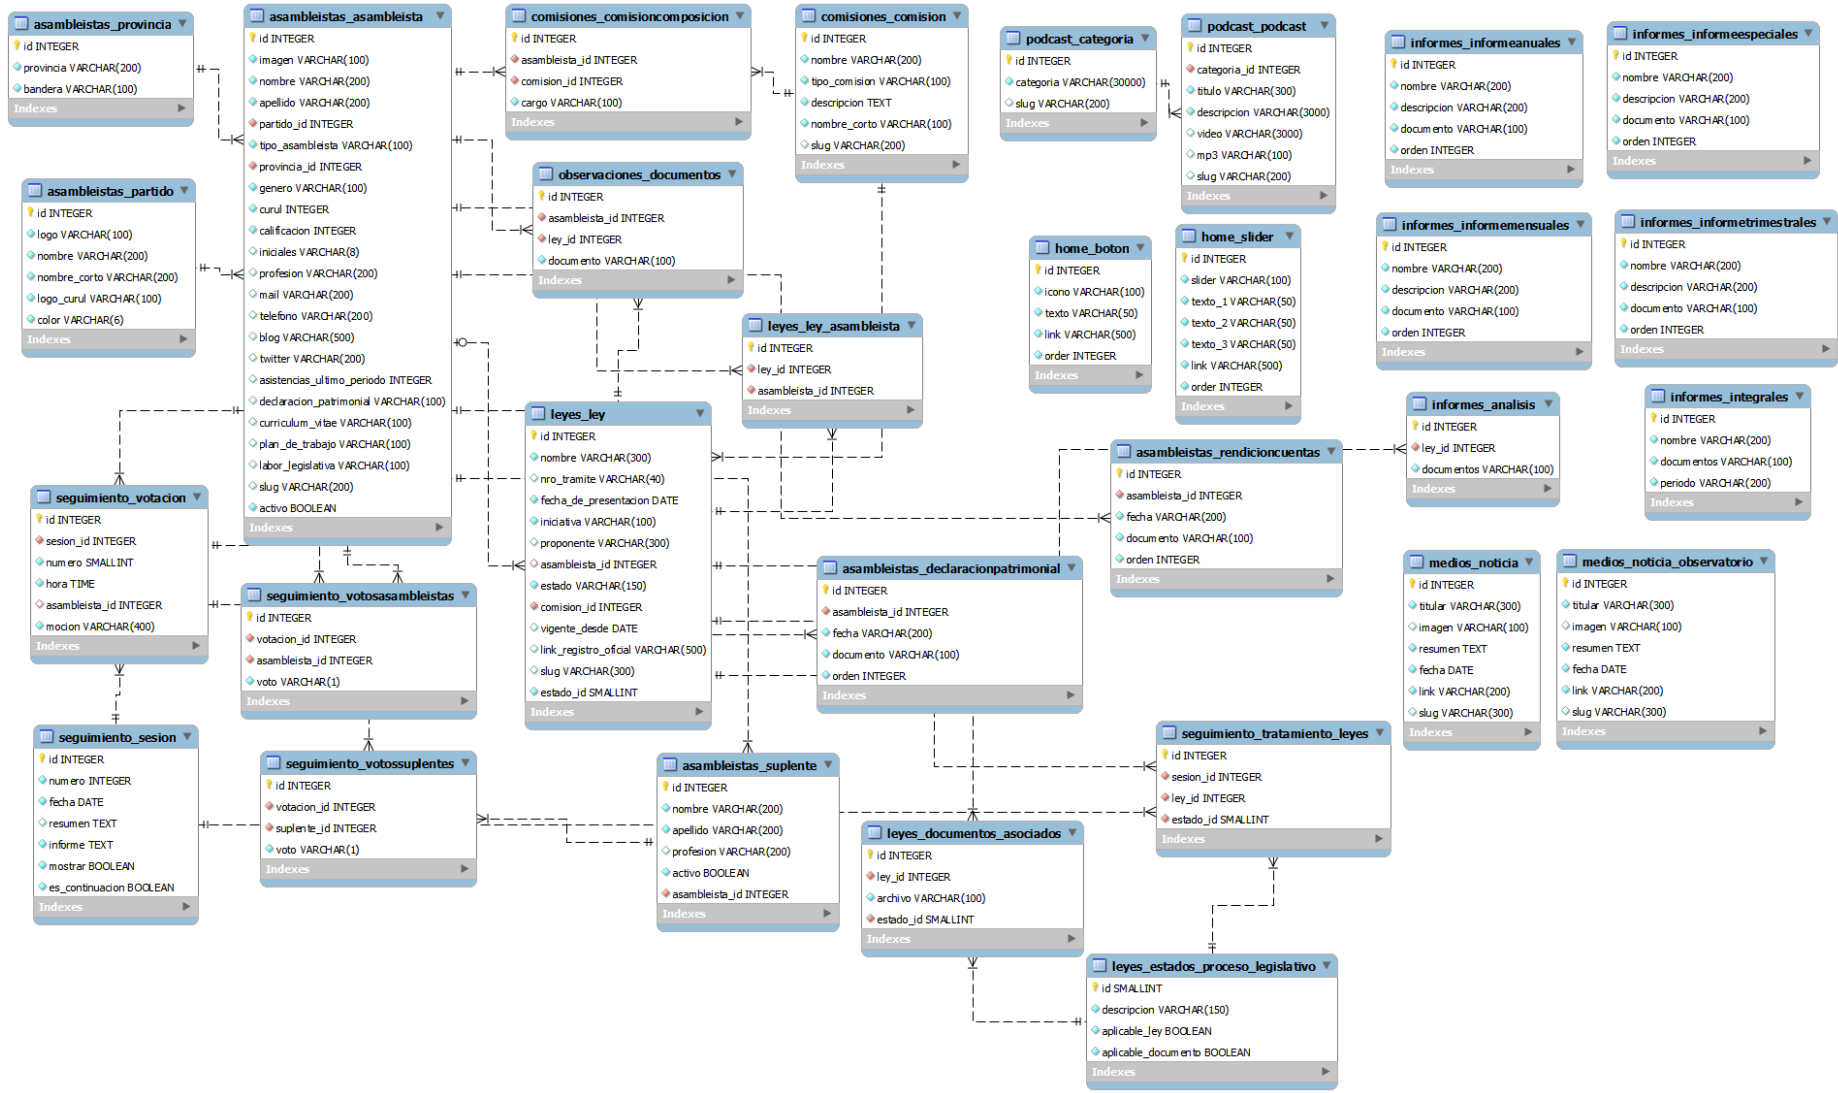 asambleistas_provincia
id INTEGER
provincia VARCHAR(200)
bandera VARCHAR(100)
Indexes
asambleistas_partido
id INTEGER
logo VARCHAR(100)
nombre VARCHAR(200)
nombre_corto VARCHAR(200)
logo_curul VARCHAR(100)
color VARCHAR(6)
Indexes
asambleistas_asambleista
id INTEGER
imagen VARCHAR(100)
nombre VARCHAR(200)
apellido VARCHAR(200)
partido_id INTEGER
tipo_asambleista VARCHAR(100)
provincia_id INTEGER
genero VARCHAR(100)
curul INTEGER
calificacion INTEGER
iniciales VARCHAR(8)
profesion VARCHAR(200)
mail VARCHAR(200)
telefono VARCHAR(200)
blog VARCHAR(500)
twitter VARCHAR(200)
asistencias_ultimo_periodo INTEGER
declaracion_patrimonial VARCHAR(100)
curriculum_vitae VARCHAR(100)
plan_de_trabajo VARCHAR(100)
labor_legislativa VARCHAR(100)
slug VARCHAR(200)
activo BOOLEAN
Indexes
comisiones_comisioncomposicion
id INTEGER
asambleista_id INTEGER
comision_id INTEGER
cargo VARCHAR(100)
Indexes
comisiones_comision
id INTEGER
nombre VARCHAR(200)
tipo_comision VARCHAR(100)
descripcion TEXT
nombre_corto VARCHAR(100)
slug VARCHAR(200)
Indexes
podcast_categoria
id INTEGER
categoria VARCHAR(30000)
slug VARCHAR(200)
Indexes
podcast_podcast
id INTEGER
categoria_id INTEGER
titulo VARCHAR(300)
descripcion VARCHAR(3000)
video VARCHAR(3000)
mp3 VARCHAR(100)
slug VARCHAR(200)
Indexes
informes_informeanuales
id INTEGER
nombre VARCHAR(200)
descripcion VARCHAR(200)
documento VARCHAR(100)
orden INTEGER
Indexes
informes_informeespeciales
id INTEGER
nombre VARCHAR(200)
descripcion VARCHAR(200)
documento VARCHAR(100)
orden INTEGER
Indexes
observaciones_documentos
id INTEGER
asambleista_id INTEGER
ley_id INTEGER
documento VARCHAR(100)
Indexes
home_boton
id INTEGER
icono VARCHAR(100)
texto VARCHAR(50)
link VARCHAR(500)
order INTEGER
Indexes
home_slider
id INTEGER
slider VARCHAR(100)
texto_1 VARCHAR(50)
texto_2 VARCHAR(50)
texto_3 VARCHAR(50)
link VARCHAR(500)
order INTEGER
Indexes
informes_informemensuales
id INTEGER
nombre VARCHAR(200)
descripcion VARCHAR(200)
documento VARCHAR(100)
orden INTEGER
Indexes
informes_informetrimestrales
id INTEGER
nombre VARCHAR(200)
descripcion VARCHAR(200)
documento VARCHAR(100)
orden INTEGER
Indexes
leyes_ley_asambleista
id INTEGER
ley_id INTEGER
asambleista_id INTEGER
Indexes
leyes_ley
id INTEGER
nombre VARCHAR(300)
nro_tramite VARCHAR(40)
fecha_de_presentacion DATE
iniciativa VARCHAR(100)
proponente VARCHAR(300)
asambleista_id INTEGER
estado VARCHAR(150)
comision_id INTEGER
vigente_desde DATE
link_registro_oficial VARCHAR(500)
slug VARCHAR(300)
estado_id SMALLINT
Indexes
informes_analisis
id INTEGER
ley_id INTEGER
documentos VARCHAR(100)
Indexes
informes_integrales
id INTEGER
nombre VARCHAR(200)
documentos VARCHAR(100)
periodo VARCHAR(200)
Indexes
asambleistas_rendicioncuentas
id INTEGER
asambleista_id INTEGER
fecha VARCHAR(200)
documento VARCHAR(100)
orden INTEGER
Indexes
seguimiento_votacion
id INTEGER
sesion_id INTEGER
numero SMALLINT
hora TIME
asambleista_id INTEGER
mocion VARCHAR(400)
Indexes
seguimiento_votosasambleistas
id INTEGER
votacion_id INTEGER
asambleista_id INTEGER
voto VARCHAR(1)
Indexes
asambleistas_declaracionpatrimonial
id INTEGER
asambleista_id INTEGER
fecha VARCHAR(200)
documento VARCHAR(100)
orden INTEGER
Indexes
medios_noticia
id INTEGER
titular VARCHAR(300)
imagen VARCHAR(100)
resumen TEXT
fecha DATE
link VARCHAR(200)
slug VARCHAR(300)
Indexes
medios_noticia_observatorio
id INTEGER
titular VARCHAR(300)
imagen VARCHAR(100)
resumen TEXT
fecha DATE
link VARCHAR(200)
slug VARCHAR(300)
Indexes
seguimiento_sesion
id INTEGER
numero INTEGER
fecha DATE
resumen TEXT
informe TEXT
mostrar BOOLEAN
es_continuacion BOOLEAN
Indexes
seguimiento_votossuplentes
id INTEGER
votacion_id INTEGER
suplente_id INTEGER
voto VARCHAR(1)
Indexes
asambleistas_suplente
id INTEGER
nombre VARCHAR(200)
apellido VARCHAR(200)
profesion VARCHAR(200)
activo BOOLEAN
asambleista_id INTEGER
Indexes
seguimiento_tratamiento_leyes
id INTEGER
sesion_id INTEGER
ley_id INTEGER
estado_id SMALLINT
Indexes
leyes_documentos_asociados
id INTEGER
ley_id INTEGER
archivo VARCHAR(100)
estado_id SMALLINT
Indexes
leyes_estados_proceso_legislativo
id SMALLINT
descripcion VARCHAR(150)
aplicable_ley BOOLEAN
aplicable_documento BOOLEAN
Indexes